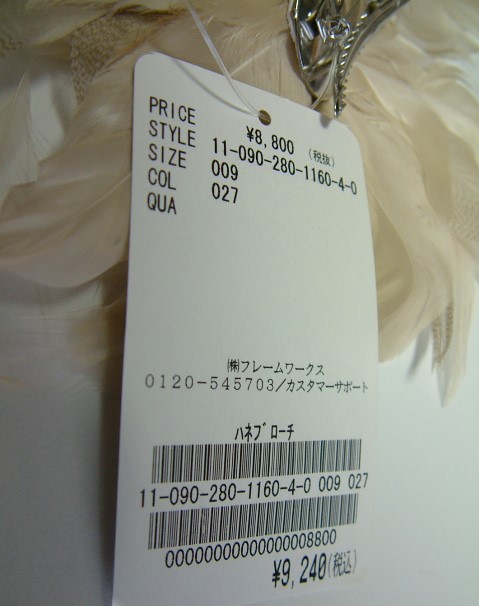 PRICE ¥8,800 (税抜)
STYLE 11-090-280-1160-4-0
SIZE 009
COL 027
QUA
㈱フレームワークス
0120-545703/カスタマーサポート
ハネブローチ
11-090-280-1160-4-0 009 027
00000000000000008800
¥9,240(税込)